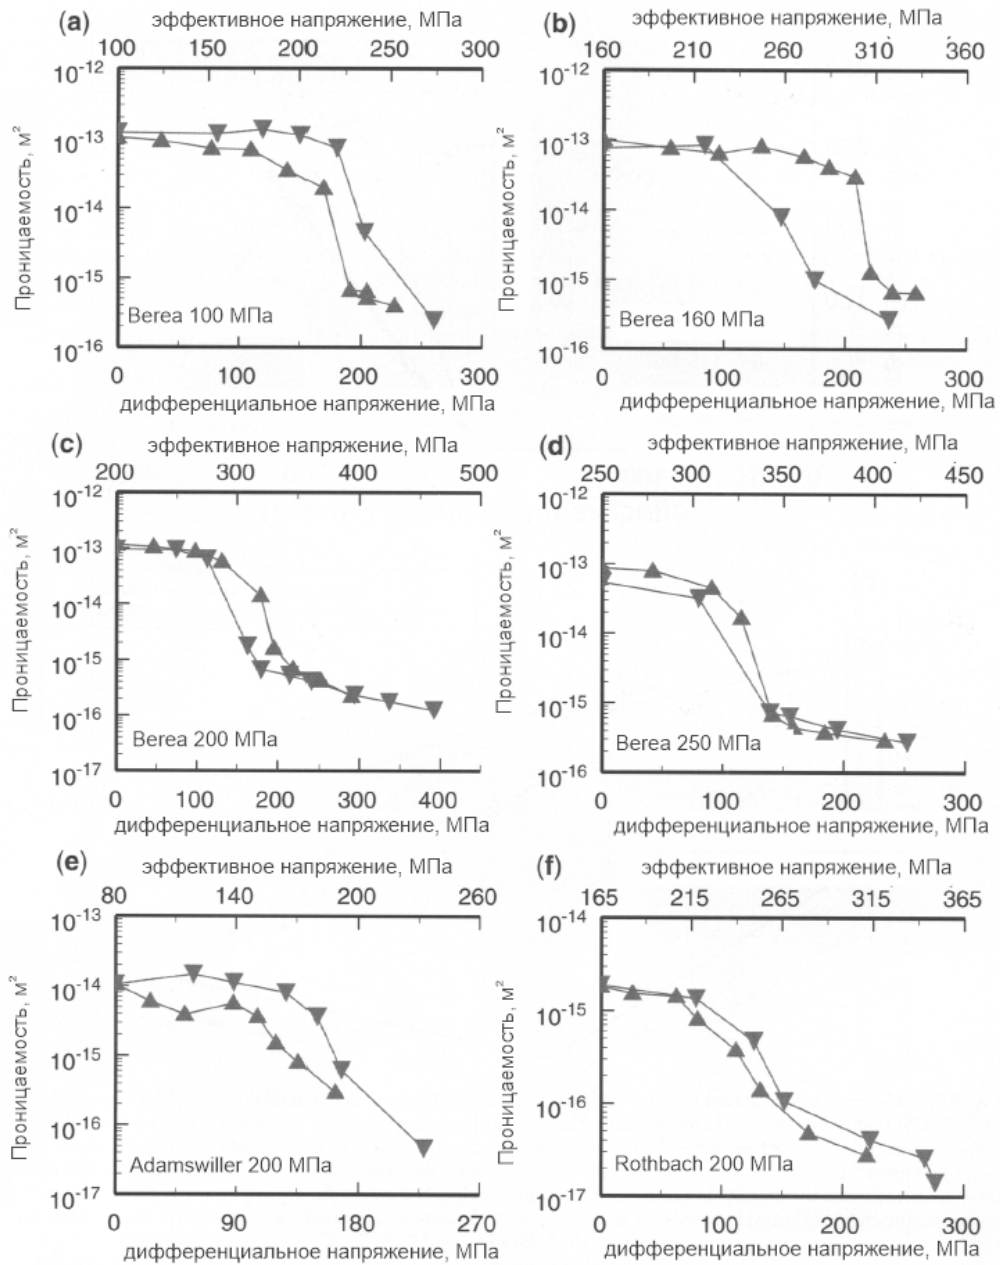 (a)
эффективное напряжение, МПа
100 150 200 250 300
10⁻¹²
10⁻¹³
10⁻¹⁴
10⁻¹⁵
10⁻¹⁶
Проницаемость, м²
Berea 100 МПа
0 100 200 300
дифференциальное напряжение, МПа
(b)
эффективное напряжение, МПа
160 210 260 310 360
10⁻¹²
10⁻¹³
10⁻¹⁴
10⁻¹⁵
10⁻¹⁶
Проницаемость, м²
Berea 160 МПа
0 100 200 300
дифференциальное напряжение, МПа
(c)
эффективное напряжение, МПа
200 300 400 500
10⁻¹²
10⁻¹³
10⁻¹⁴
10⁻¹⁵
10⁻¹⁶
10⁻¹⁷
Проницаемость, м²
Berea 200 МПа
0 100 200 300 400
дифференциальное напряжение, МПа
(d)
эффективное напряжение, МПа
250 300 350 400 450
10⁻¹²
10⁻¹³
10⁻¹⁴
10⁻¹⁵
10⁻¹⁶
Проницаемость, м²
Berea 250 МПа
0 100 200 300
дифференциальное напряжение, МПа
(e)
эффективное напряжение, МПа
80 140 200 260
10⁻¹³
10⁻¹⁴
10⁻¹⁵
10⁻¹⁶
10⁻¹⁷
Проницаемость, м²
Adamswiller 200 МПа
0 90 180 270
дифференциальное напряжение, МПа
(f)
эффективное напряжение, МПа
165 215 265 315 365
10⁻¹⁴
10⁻¹⁵
10⁻¹⁶
10⁻¹⁷
Проницаемость, м²
Rothbach 200 МПа
0 100 200 300
дифференциальное напряжение, МПа